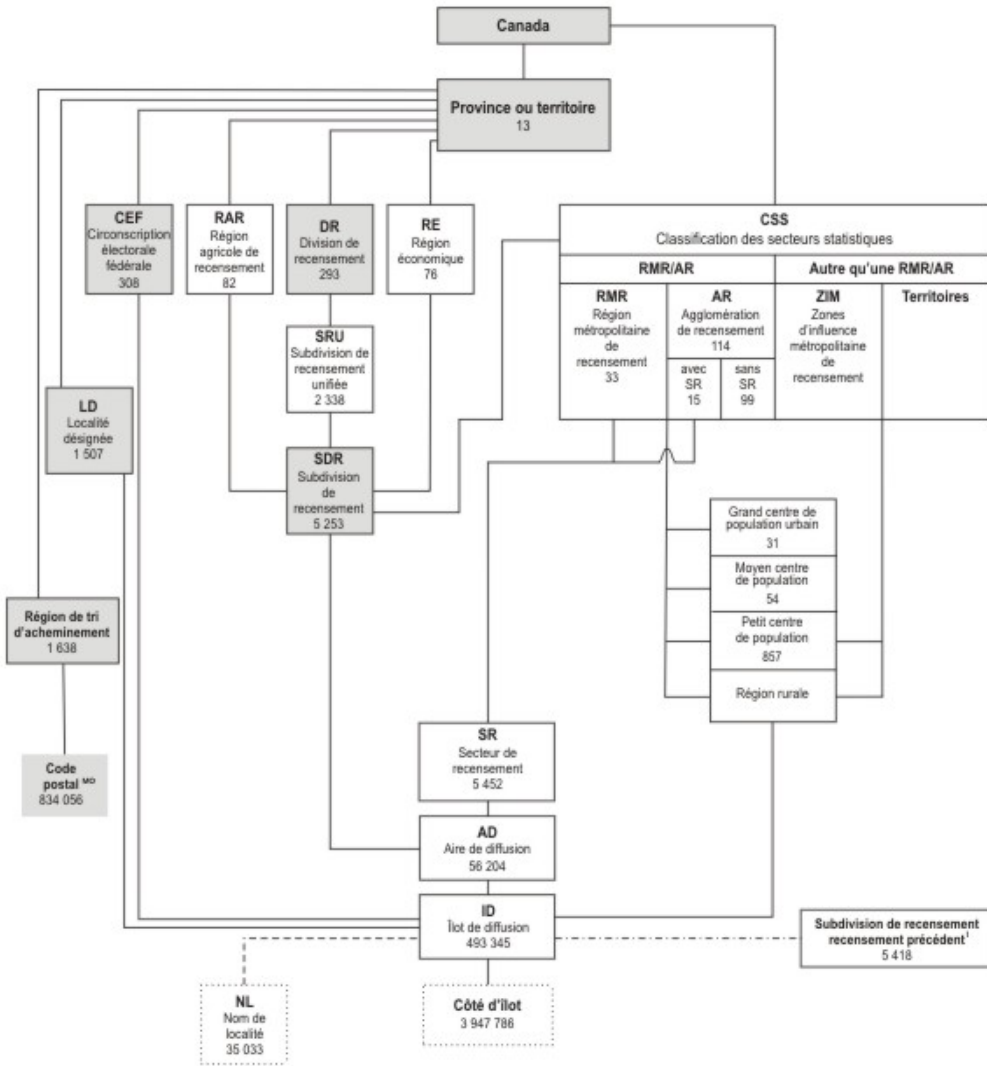 Canada
Province ou territoire
13
CEF
Circonscription
électorale
fédérale
308
RAR
Région
agricole de
recensement
82
DR
Division de
recensement
293
RE
Région
économique
76
CSS
Classification des secteurs statistiques
RMR/AR
Autre qu'une RMR/AR
RMR
Région
métropolitaine
de
recensement
33
AR
Agglomération
de recensement
114
avec
SR
15
sans
SR
99
ZIM
Zones
d'influence
métropolitaine
de
recensement
Territoires
SRU
Subdivision de
recensement
unifiée
2 338
LD
Localité
désignée
1 507
SDR
Subdivision
de
recensement
5 253
Grand centre de
population urbain
31
Moyen centre
de population
54
Petit centre
de population
857
Région rurale
Région de tri
d'acheminement
1 638
Code
postal MD
834 056
SR
Secteur de
recensement
5 452
AD
Aire de diffusion
56 204
ID
Îlot de diffusion
493 345
Subdivision de recensement
recensement précédent1
5 418
NL
Nom de
localité
35 033
Côté d'îlot
3 947 786